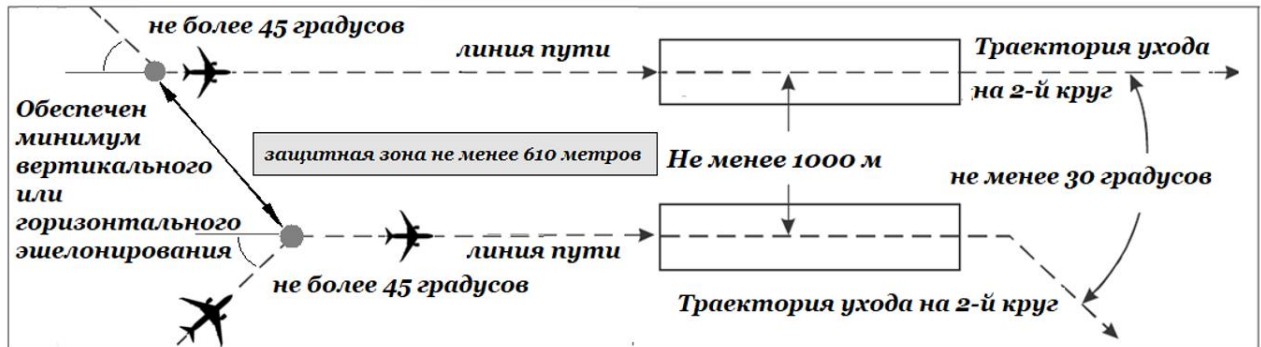 не более 45 градусов
линия пути
Траектория ухода
на 2-й круг
Обеспечен
минимум
вертикального
или
горизонтального
эшелонирования
защитная зона не менее 610 метров
Не менее 1000 м
не менее 30 градусов
линия пути
не более 45 градусов
Траектория ухода на 2-й круг